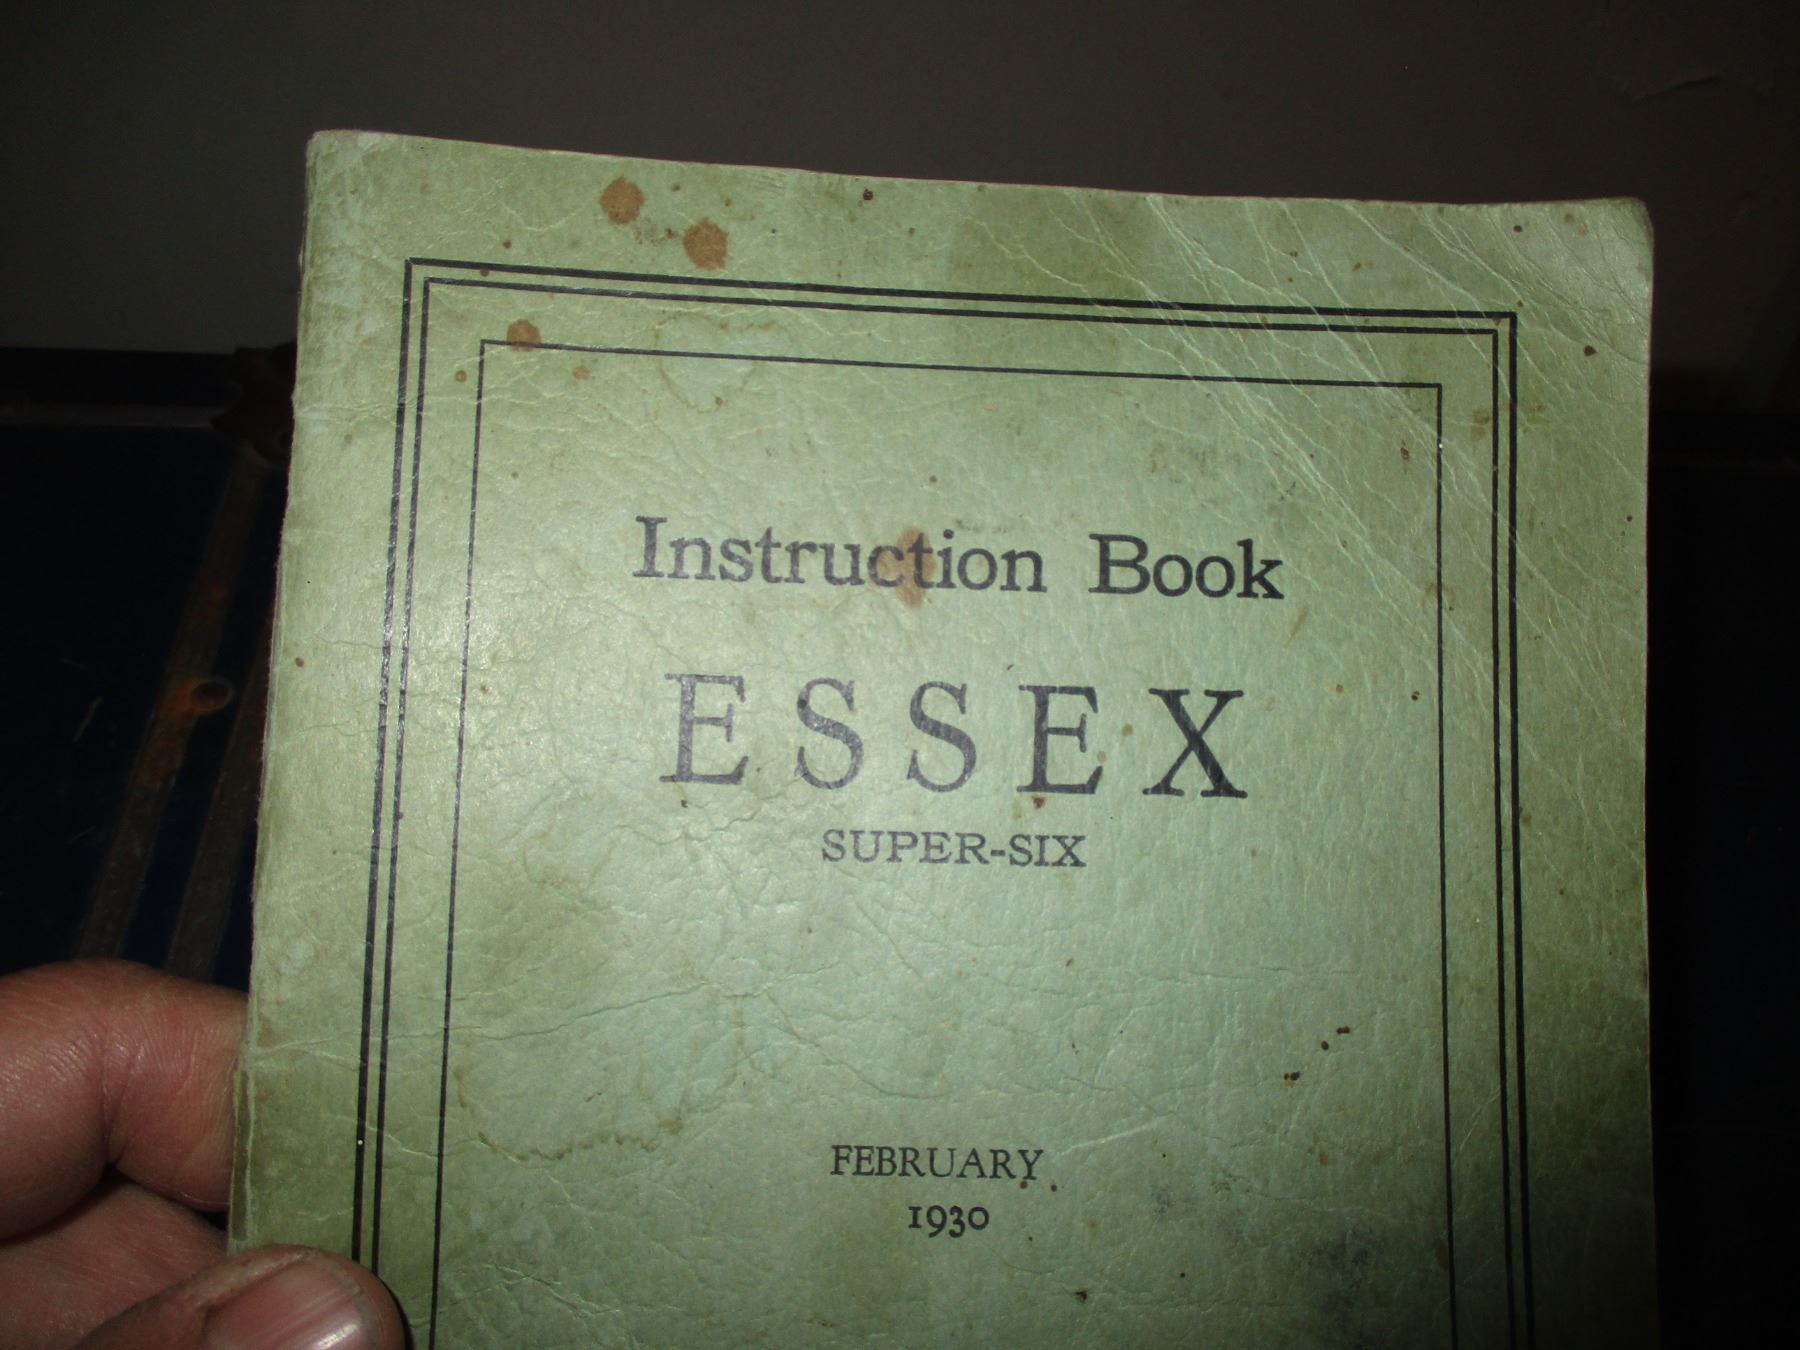 Instruction Book
ESSEX
SUPER-SIX
FEBRUARY
1930